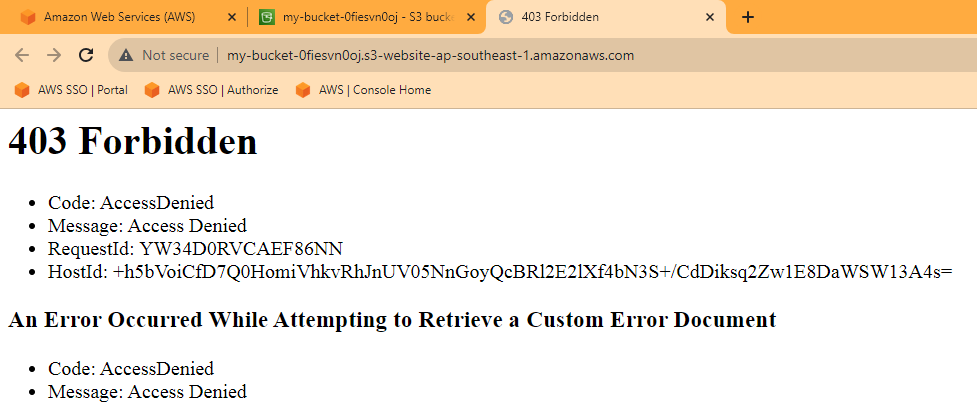 Amazon Web Services (AWS)
my-bucket-0fiesvn0oj - S3 bucke
403 Forbidden
Not secure
my-bucket-0fiesvn0oj.s3-website-ap-southeast-1.amazonaws.com
AWS SSO | Portal
AWS SSO | Authorize
AWS | Console Home
403 Forbidden
Code: AccessDenied
Message: Access Denied
RequestId: YW34D0RVCAEF86NN
HostId: +h5bVoiCfD7Q0HomiVhkvRhJnUV05NnGoyQcBRl2E2lXf4bN3S+/CdDiksq2Zw1E8DaWSW13A4s=
An Error Occurred While Attempting to Retrieve a Custom Error Document
Code: AccessDenied
Message: Access Denied